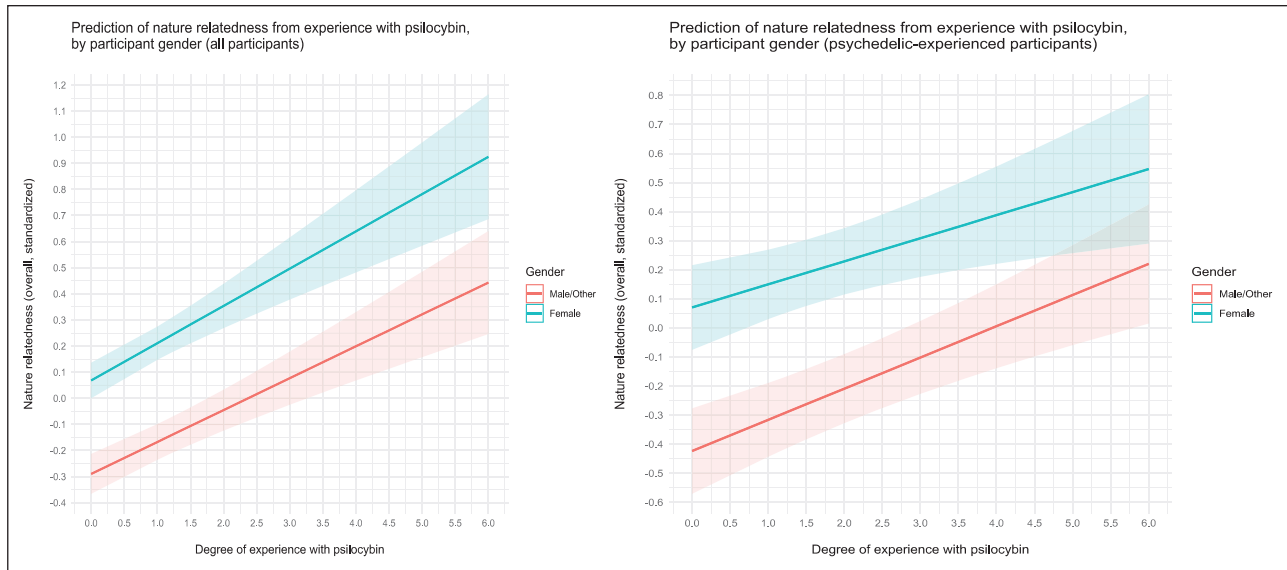 Prediction of nature relatedness from experience with psilocybin,
by participant gender (all participants)
1.2
1.1
1.0
0.9
0.8
0.7
0.6
0.5
0.4
0.3
0.2
0.1
0.0
-0.1
-0.2
-0.3
-0.4
Nature relatedness (overall, standardized)
0.0 0.5 1.0 1.5 2.0 2.5 3.0 3.5 4.0 4.5 5.0 5.5 6.0
Degree of experience with psilocybin
Gender
Male/Other
Female
Prediction of nature relatedness from experience with psilocybin,
by participant gender (psychedelic-experienced participants)
0.8
0.7
0.6
0.5
0.4
0.3
0.2
0.1
0.0
-0.1
-0.2
-0.3
-0.4
-0.5
-0.6
Nature relatedness (overall, standardized)
0.0 0.5 1.0 1.5 2.0 2.5 3.0 3.5 4.0 4.5 5.0 5.5 6.0
Degree of experience with psilocybin
Gender
Male/Other
Female